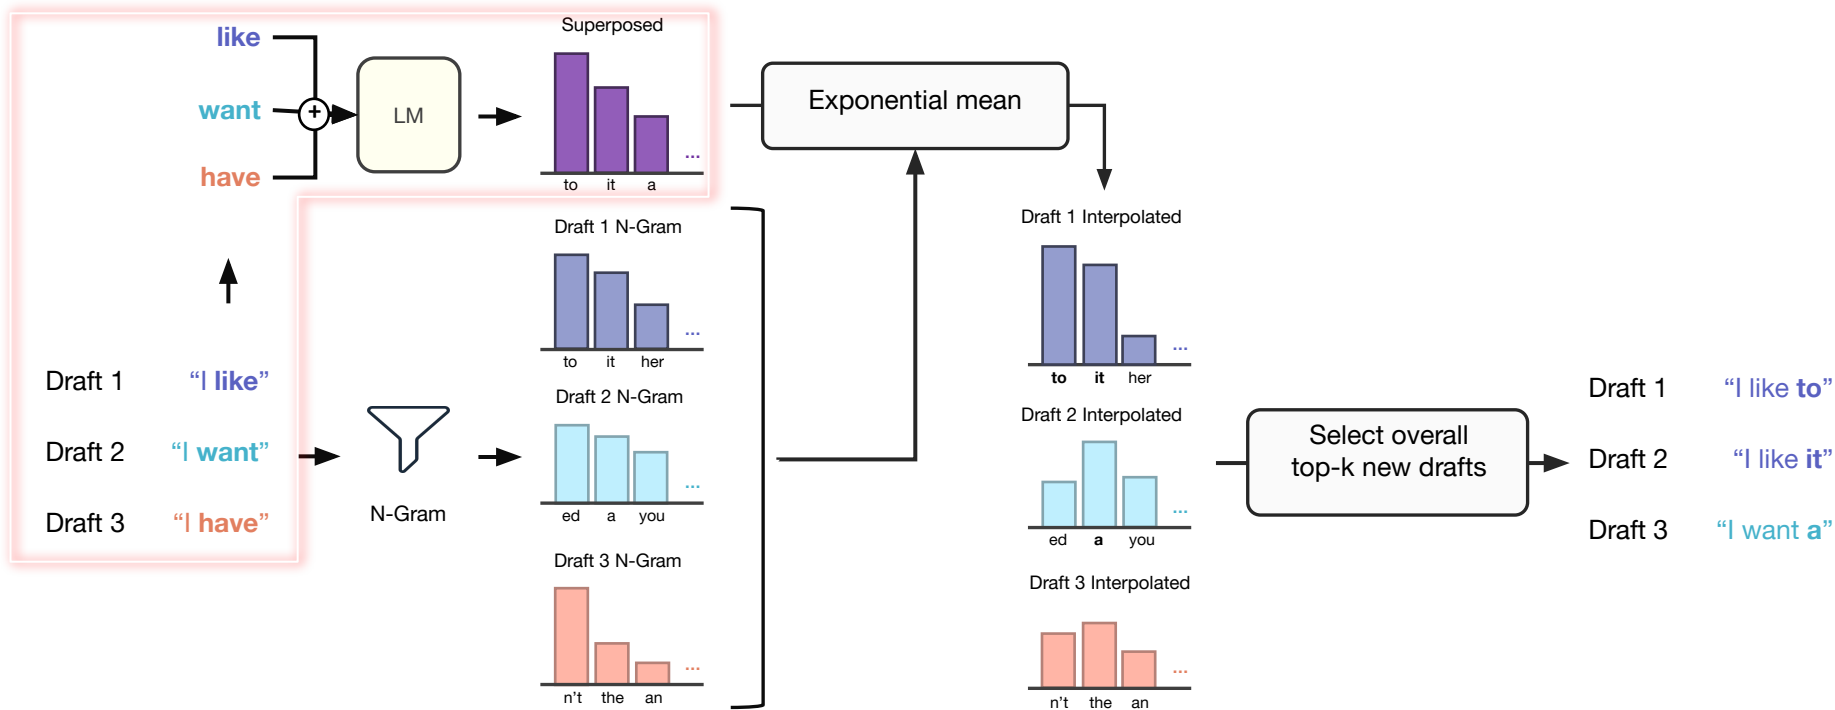 like
want
have
+
LM
Superposed
...
to it a
Exponential mean
Draft 1 N-Gram
...
to it her
Draft 2 N-Gram
...
ed a you
Draft 3 N-Gram
...
n't the an
Draft 1 “I like”
Draft 2 “I want”
Draft 3 “I have”
N-Gram
Draft 1 Interpolated
...
to it her
Draft 2 Interpolated
...
ed a you
Draft 3 Interpolated
...
n't the an
Select overall
top-k new drafts
Draft 1 “I like to”
Draft 2 “I like it”
Draft 3 “I want a”